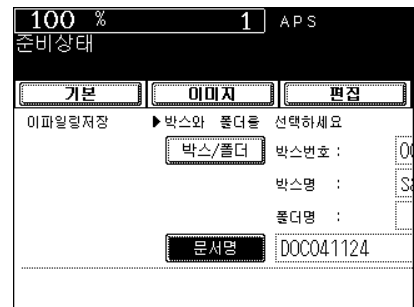 100 % 1 APS
준비상태
기본 이미지 편집
이파일링저장 ▶박스와 폴더를 선택하세요
박스/폴더 박스번호 :
박스명 :
폴더명 :
문서명 DOC041124